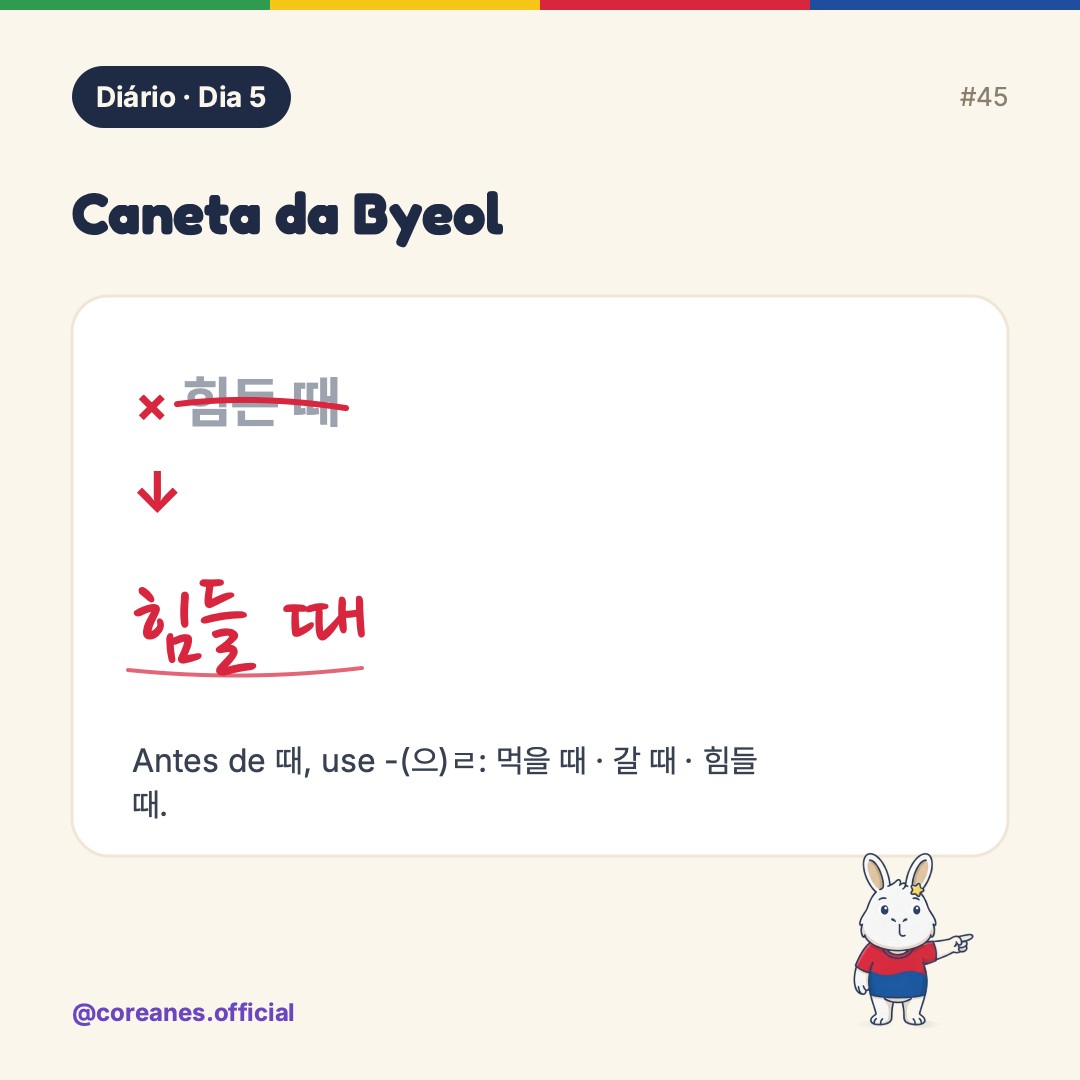 Diário · Dia 5
#45
Caneta da Byeol
× 힘든 때
↓
힘들 때
Antes de 때, use -(으)ㄹ: 먹을 때 · 갈 때 · 힘들
때.
@coreanes.official